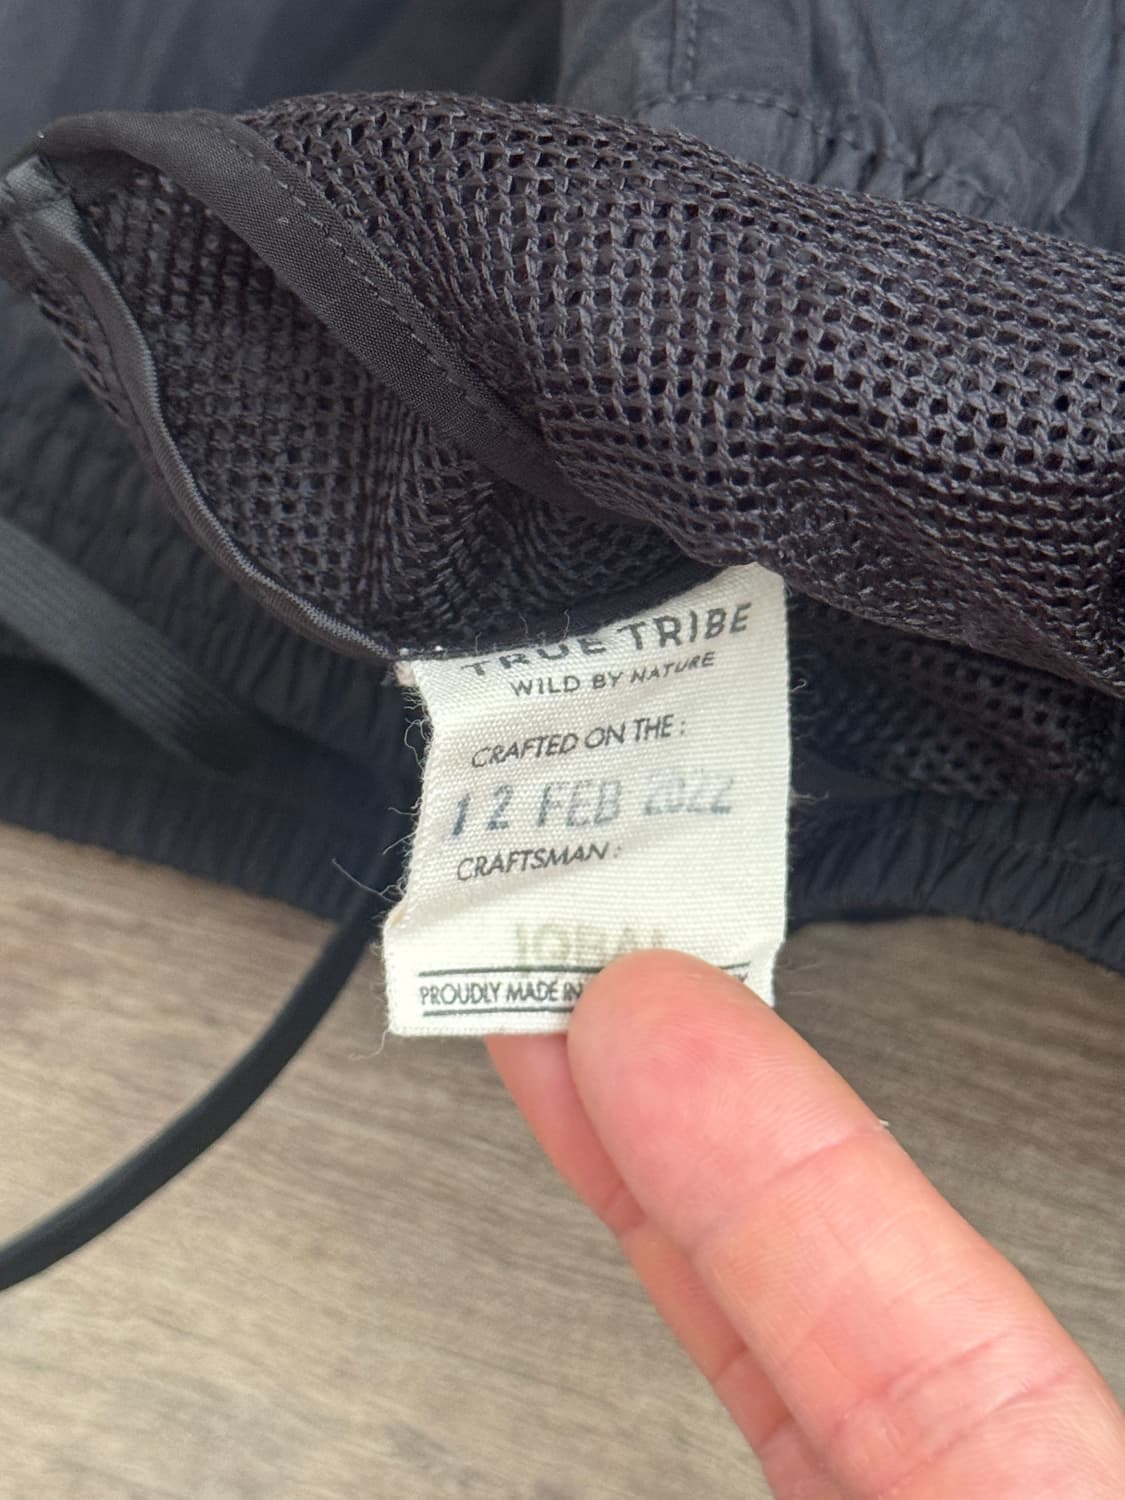 TRUE TRIBE
WILD BY NATURE
CRAFTED ON THE :
12 FEB 2022
CRAFTSMAN :
PROUDLY MADE IN